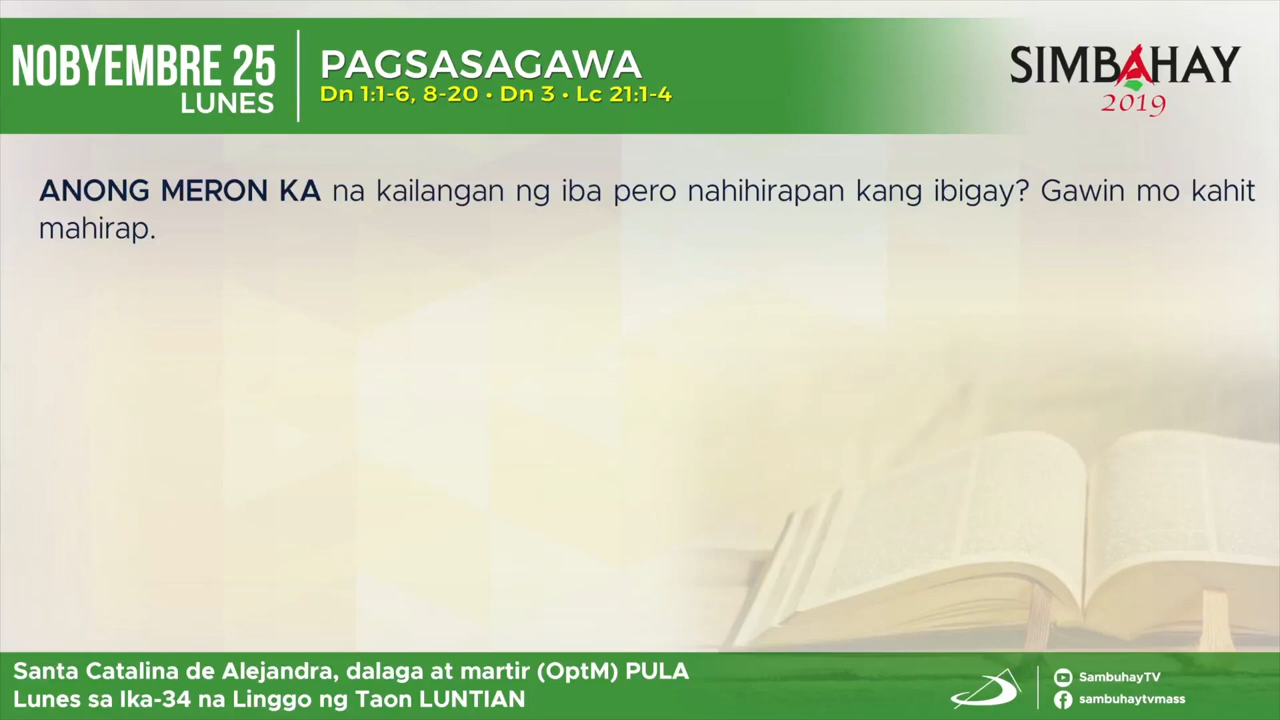 NOBYEMBRE 25
LUNES
PAGSASAGAWA
Dn 1:1-6, 8-20 • Dn 3 • Lc 21:1-4
SIMBAHAY
2019
ANONG MERON KA na kailangan ng iba pero nahihirapan kang ibigay? Gawin mo kahit
mahirap.
Santa Catalina de Alejandra, dalaga at martir (OptM) PULA
Lunes sa Ika-34 na Linggo ng Taon LUNTIAN
SambuhayTV
sambuhaytvmass